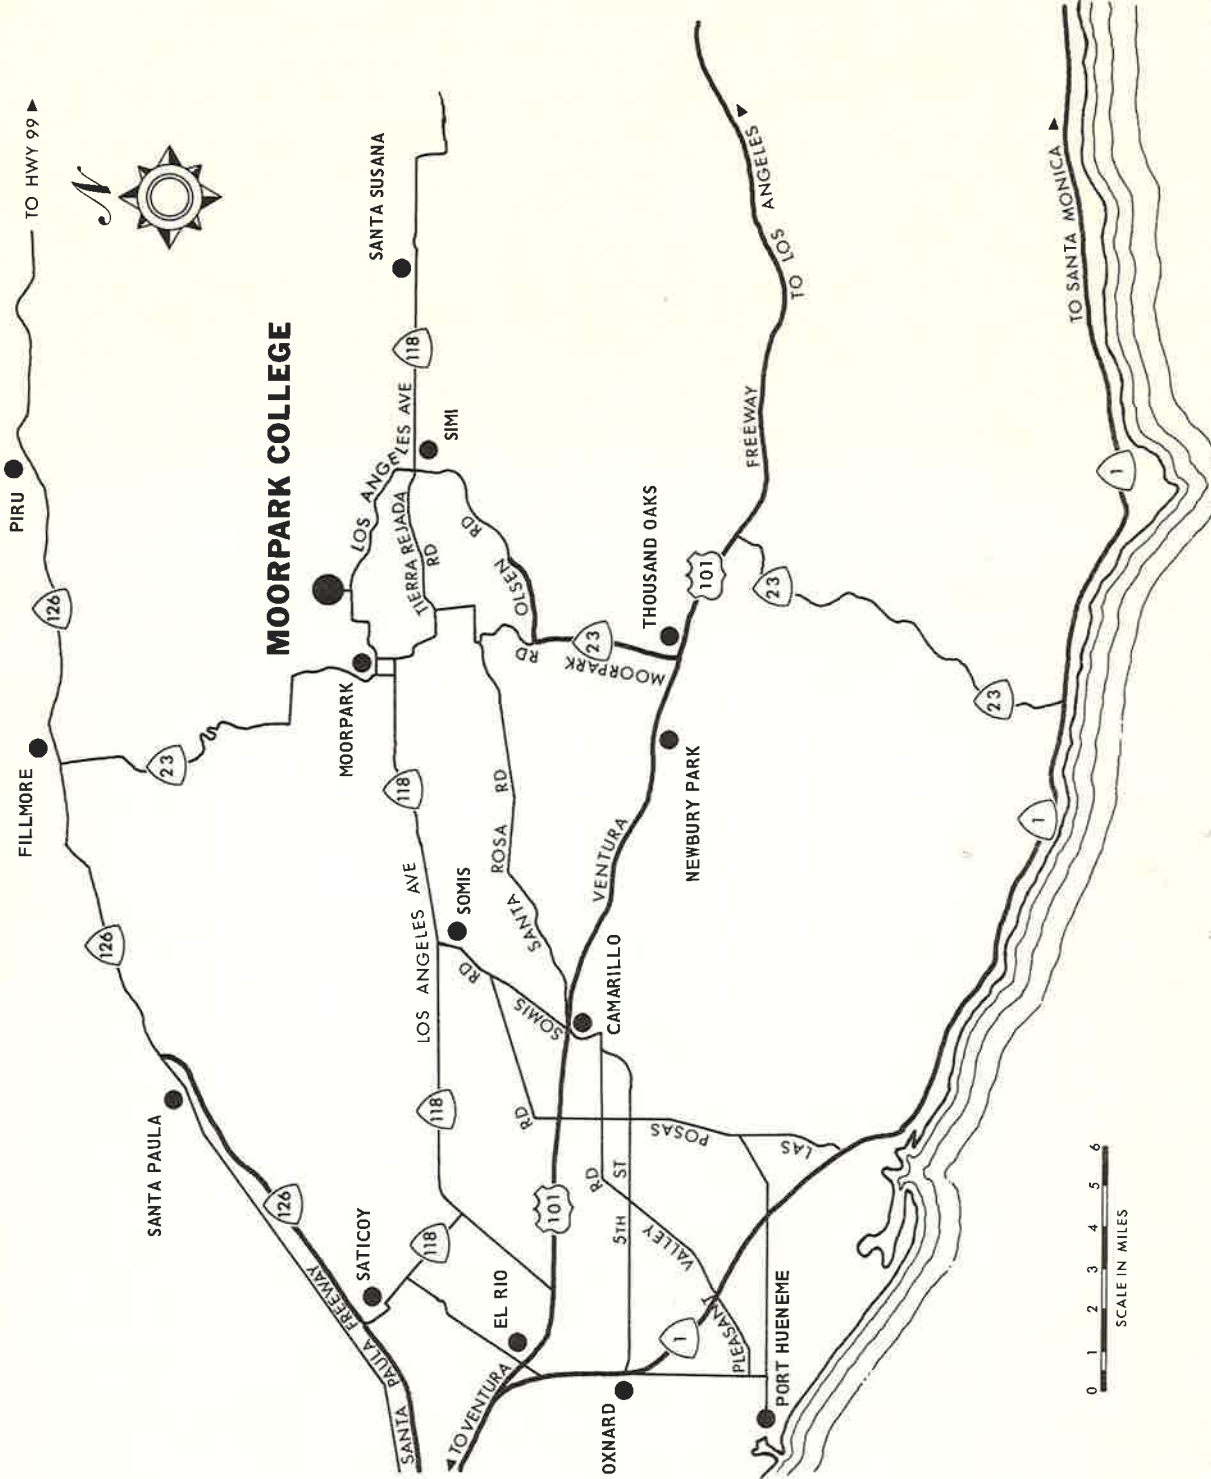 TO HWY 99
N
PIRU
126
FILLMORE
23
126
SANTA PAULA
126
SANTA PAULA FREEWAY
SATICOY
118
EL RIO
TO VENTURA
OXNARD
MOORPARK COLLEGE
SANTA SUSANA
118
LOS ANGELES AVE
SIMI
TIERRA REJADA RD
OLSEN RD
MOORPARK
118
LOS ANGELES AVE
118
SOMIS
SOMIS RD
SANTA ROSA RD
MOORPARK RD
23
THOUSAND OAKS
101
NEWBURY PARK
VENTURA FREEWAY
TO LOS ANGELES
23
23
CAMARILLO
101
LAS POSAS RD
5TH ST
PLEASANT VALLEY RD
1
PORT HUENEME
1
1
TO SANTA MONICA
0 1 2 3 4 5 6
SCALE IN MILES